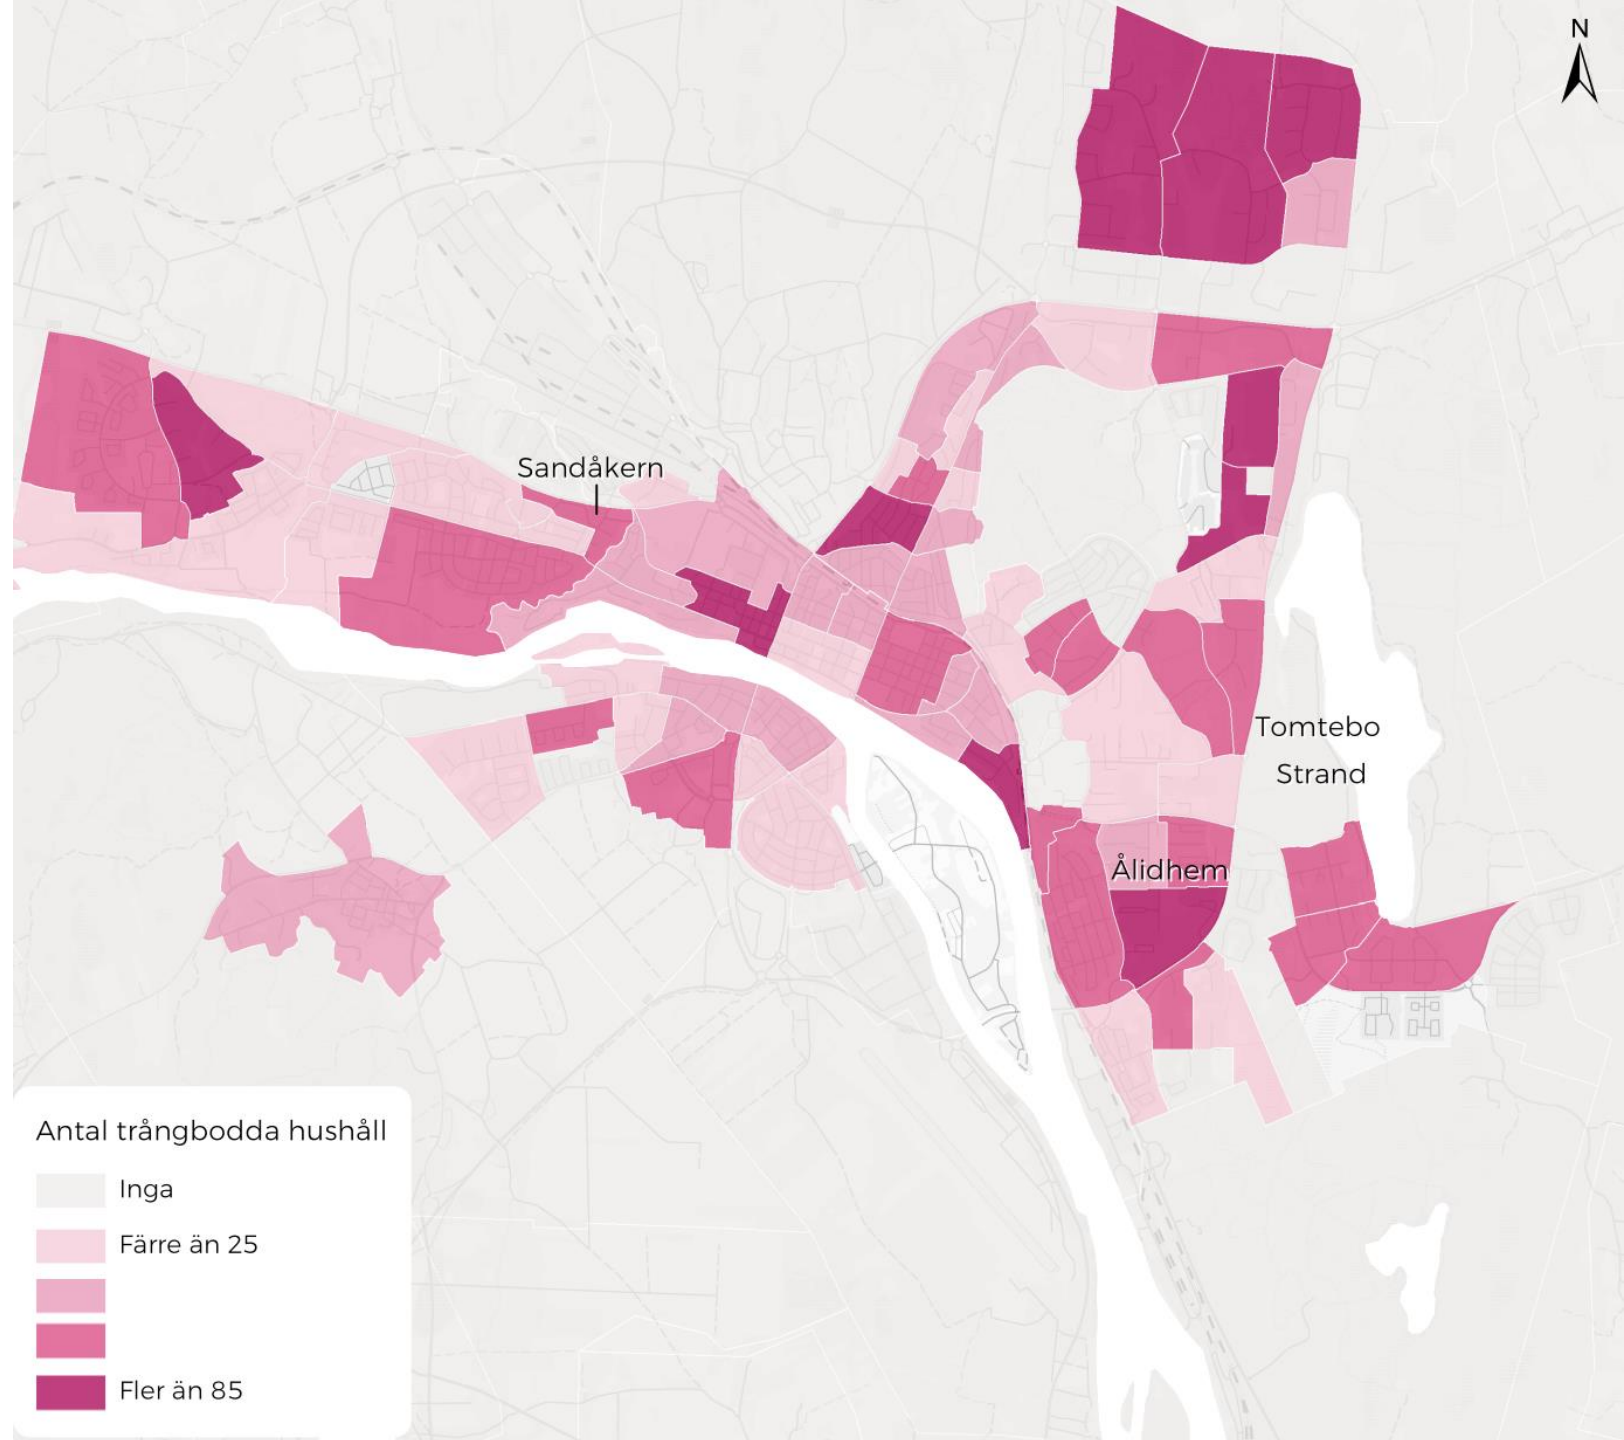 N
Sandåkern
Tomtebo
Strand
Ålidhem
Antal trångbodda hushåll
Inga
Färre än 25
Fler än 85